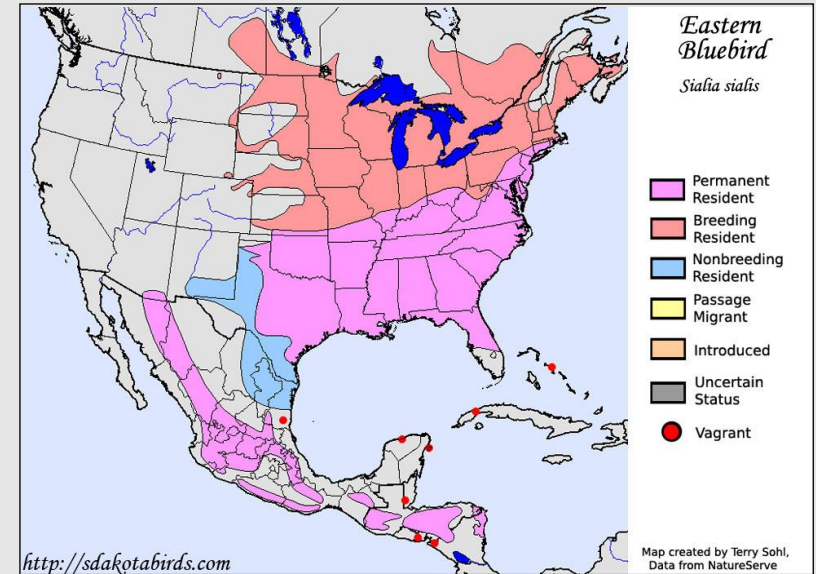 Eastern
Bluebird
Sialia sialis
Permanent
Resident
Breeding
Resident
Nonbreeding
Resident
Passage
Migrant
Introduced
Uncertain
Status
Vagrant
Map created by Terry Sohl,
Data from NatureServe
http://sdakotabirds.com